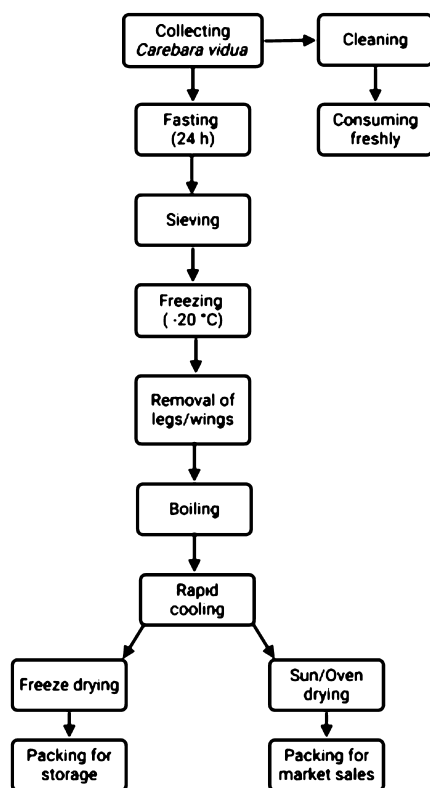 Collecting
Carebara vidua
Cleaning
Fasting
(24 h)
Consuming
freshly
Sieving
Freezing
( -20 °C)
Removal of
legs/wings
Boiling
Rapid
cooling
Freeze drying
Sun/Oven
drying
Packing for
storage
Packing for
market sales